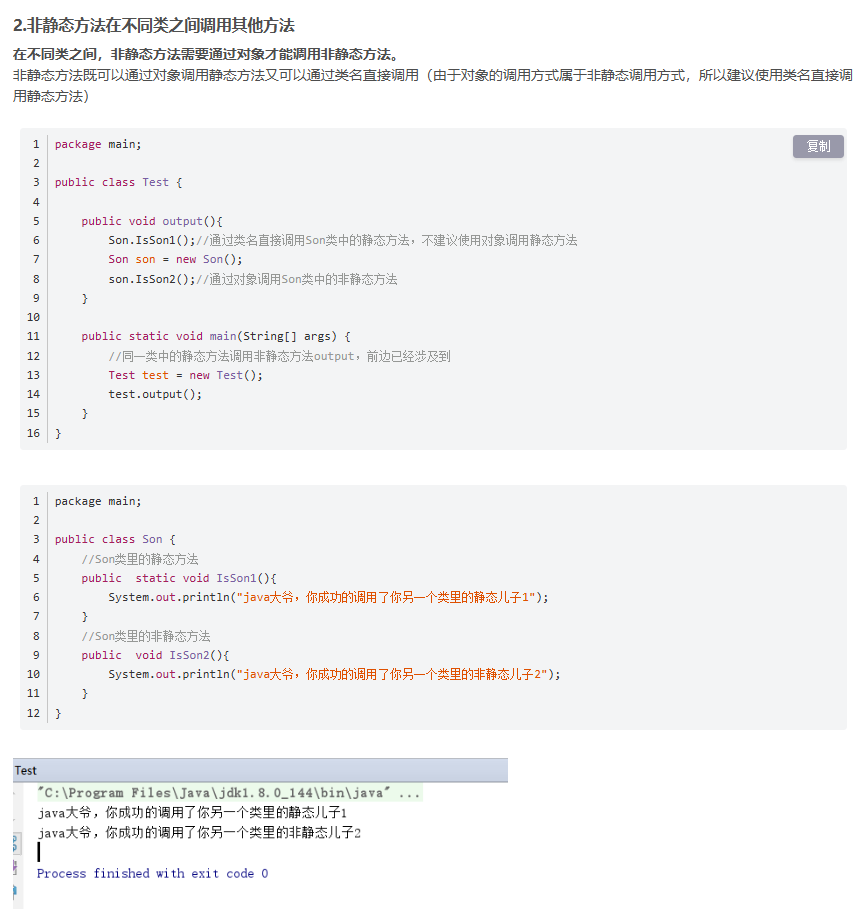 2.非静态方法在不同类之间调用其他方法
在不同类之间，非静态方法需要通过对象才能调用非静态方法。
非静态方法既可以通过对象调用静态方法又可以通过类名直接调用（由于对象的调用方式属于非静态调用方式，所以建议使用类名直接调
用静态方法）
复制
1 package main;
2
3 public class Test {
4
5     public void output(){
6         Son.IsSon1();//通过类名直接调用Son类中的静态方法，不建议使用对象调用静态方法
7         Son son = new Son();
8         son.IsSon2();//通过对象调用Son类中的非静态方法
9     }
10
11     public static void main(String[] args) {
12         //同一类中的静态方法调用非静态方法output，前边已经涉及到
13         Test test = new Test();
14         test.output();
15     }
16 }
1 package main;
2
3 public class Son {
4     //Son类里的静态方法
5     public  static void IsSon1(){
6         System.out.println("java大爷，你成功的调用了你另一个类里的静态儿子1");
7     }
8     //Son类里的非静态方法
9     public  void IsSon2(){
10         System.out.println("java大爷，你成功的调用了你另一个类里的非静态儿子2");
11     }
12 }
Test
"C:\Program Files\Java\jdk1.8.0_144\bin\java" ...
java大爷，你成功的调用了你另一个类里的静态儿子1
java大爷，你成功的调用了你另一个类里的非静态儿子2
Process finished with exit code 0